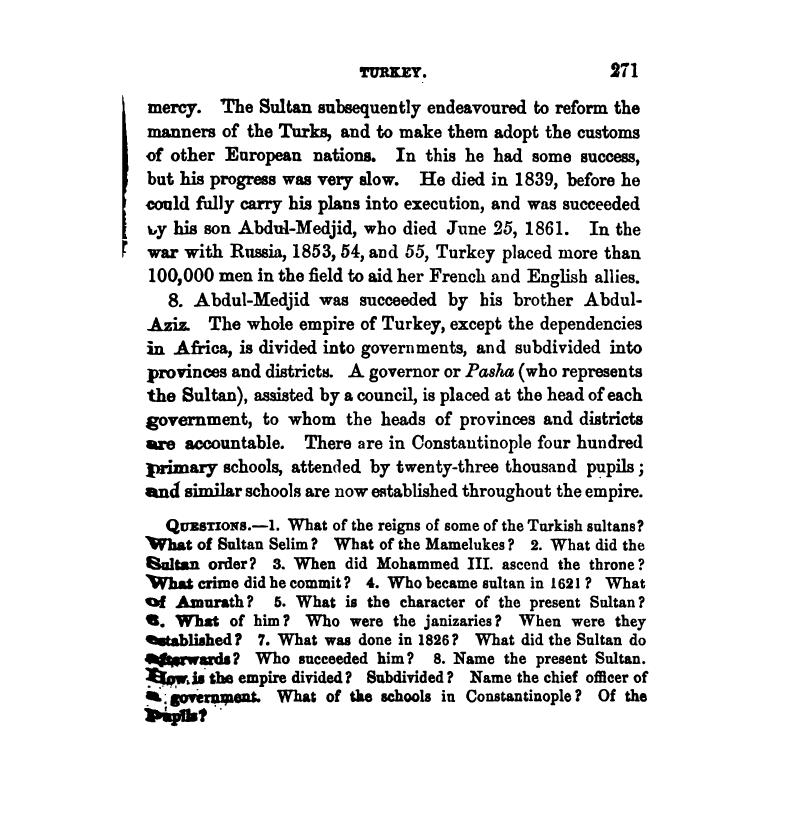 TURKEY. 271
mercy. The Sultan subsequently endeavoured to reform the
manners of the Turks, and to make them adopt the customs
of other European nations. In this he had some success,
but his progress was very slow. He died in 1839, before he
could fully carry his plans into execution, and was succeeded
by his son Abdul-Medjid, who died June 25, 1861. In the
war with Russia, 1853, 54, and 55, Turkey placed more than
100,000 men in the field to aid her French and English allies.
8. Abdul-Medjid was succeeded by his brother Abdul-
Aziz. The whole empire of Turkey, except the dependencies
in Africa, is divided into governments, and subdivided into
provinces and districts. A governor or Pasha (who represents
the Sultan), assisted by a council, is placed at the head of each
government, to whom the heads of provinces and districts
are accountable. There are in Constantinople four hundred
primary schools, attended by twenty-three thousand pupils;
and similar schools are now established throughout the empire.
QUESTIONS.—1. What of the reigns of some of the Turkish sultans?
What of Sultan Selim? What of the Mamelukes? 2. What did the
Sultan order? 3. When did Mohammed III. ascend the throne?
What crime did he commit? 4. Who became sultan in 1621? What
of Amurath? 5. What is the character of the present Sultan?
6. What of him? Who were the janizaries? When were they
established? 7. What was done in 1826? What did the Sultan do
afterwards? Who succeeded him? 8. Name the present Sultan.
How is the empire divided? Subdivided? Name the chief officer of
a government. What of the schools in Constantinople? Of the
Pupils?